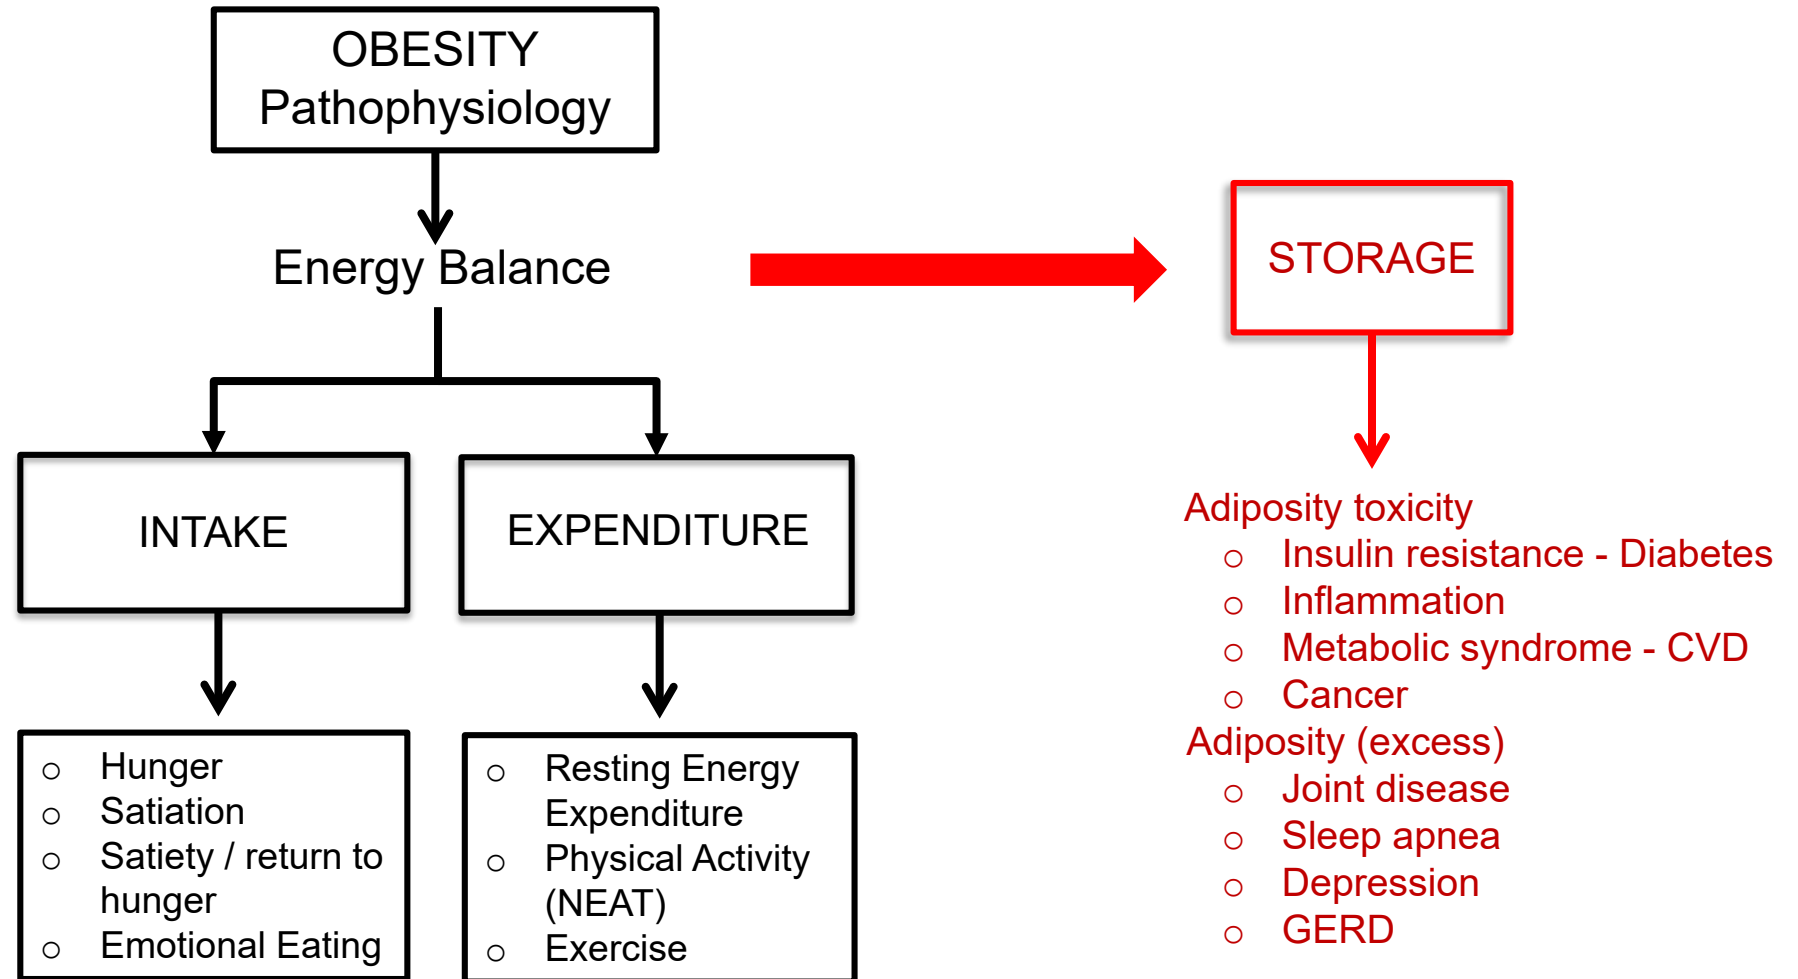 OBESITY
Pathophysiology
Energy Balance
STORAGE
INTAKE
EXPENDITURE
○ Hunger
○ Satiation
○ Satiety / return to
hunger
○ Emotional Eating
○ Resting Energy
Expenditure
○ Physical Activity
(NEAT)
○ Exercise
Adiposity toxicity
○ Insulin resistance - Diabetes
○ Inflammation
○ Metabolic syndrome - CVD
○ Cancer
Adiposity (excess)
○ Joint disease
○ Sleep apnea
○ Depression
○ GERD